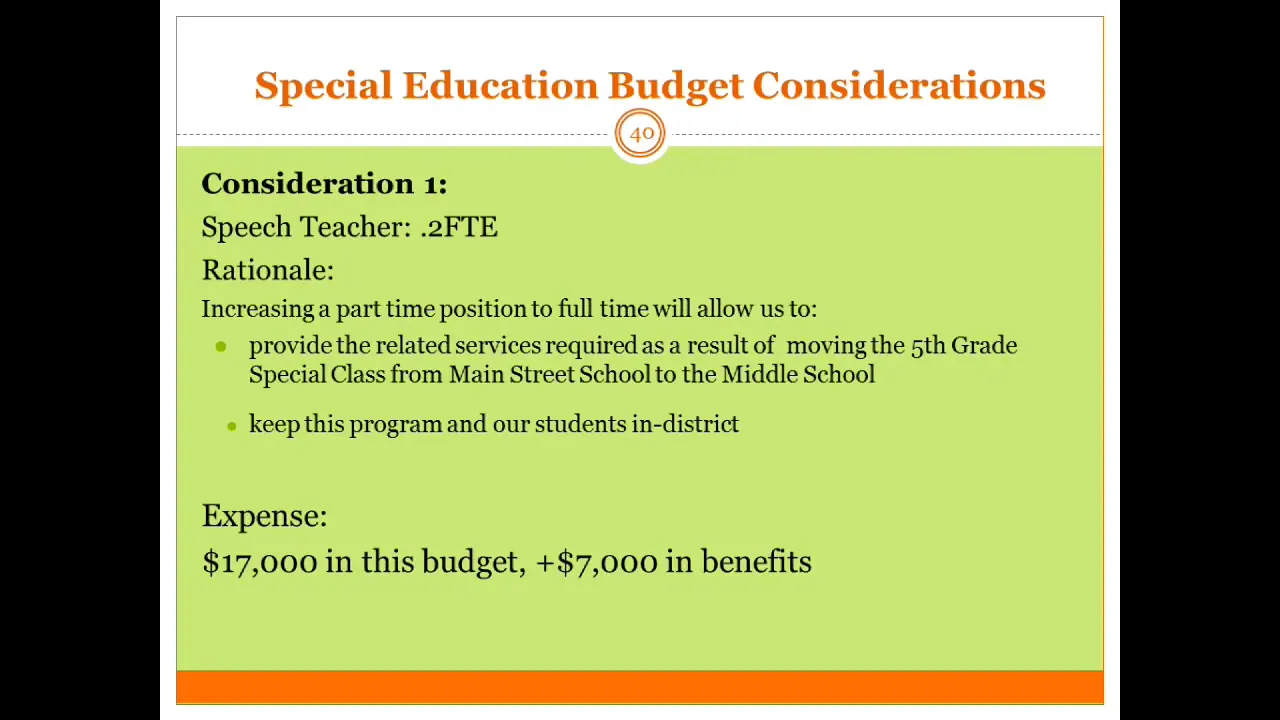 Special Education Budget Considerations
40
Consideration 1:
Speech Teacher: .2FTE
Rationale:
Increasing a part time position to full time will allow us to:
provide the related services required as a result of moving the 5th Grade
Special Class from Main Street School to the Middle School
keep this program and our students in-district
Expense:
$17,000 in this budget, +$7,000 in benefits